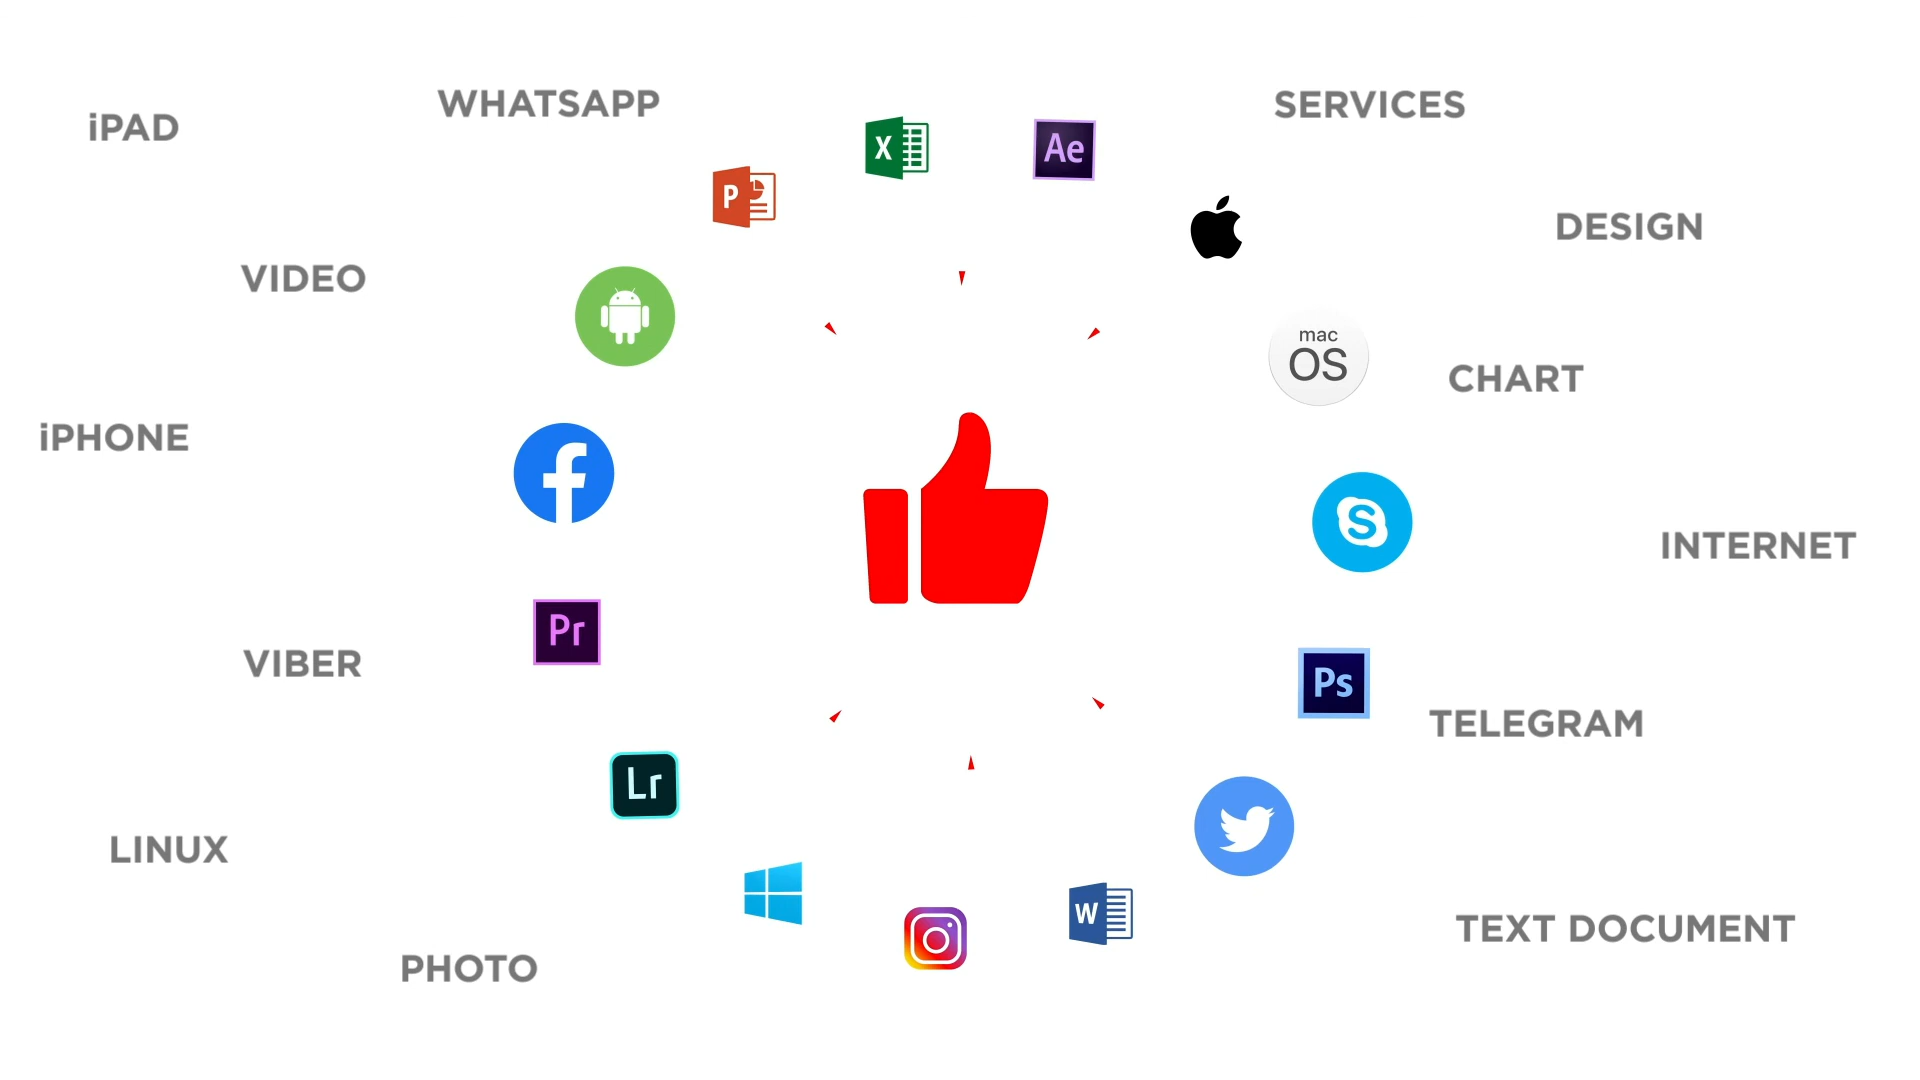 WHATSAPP
SERVICES
iPAD
X
Ae
P
DESIGN
VIDEO
mac
OS
CHART
iPHONE
f
S
INTERNET
Pr
VIBER
Ps
TELEGRAM
Lr
LINUX
W
TEXT DOCUMENT
PHOTO